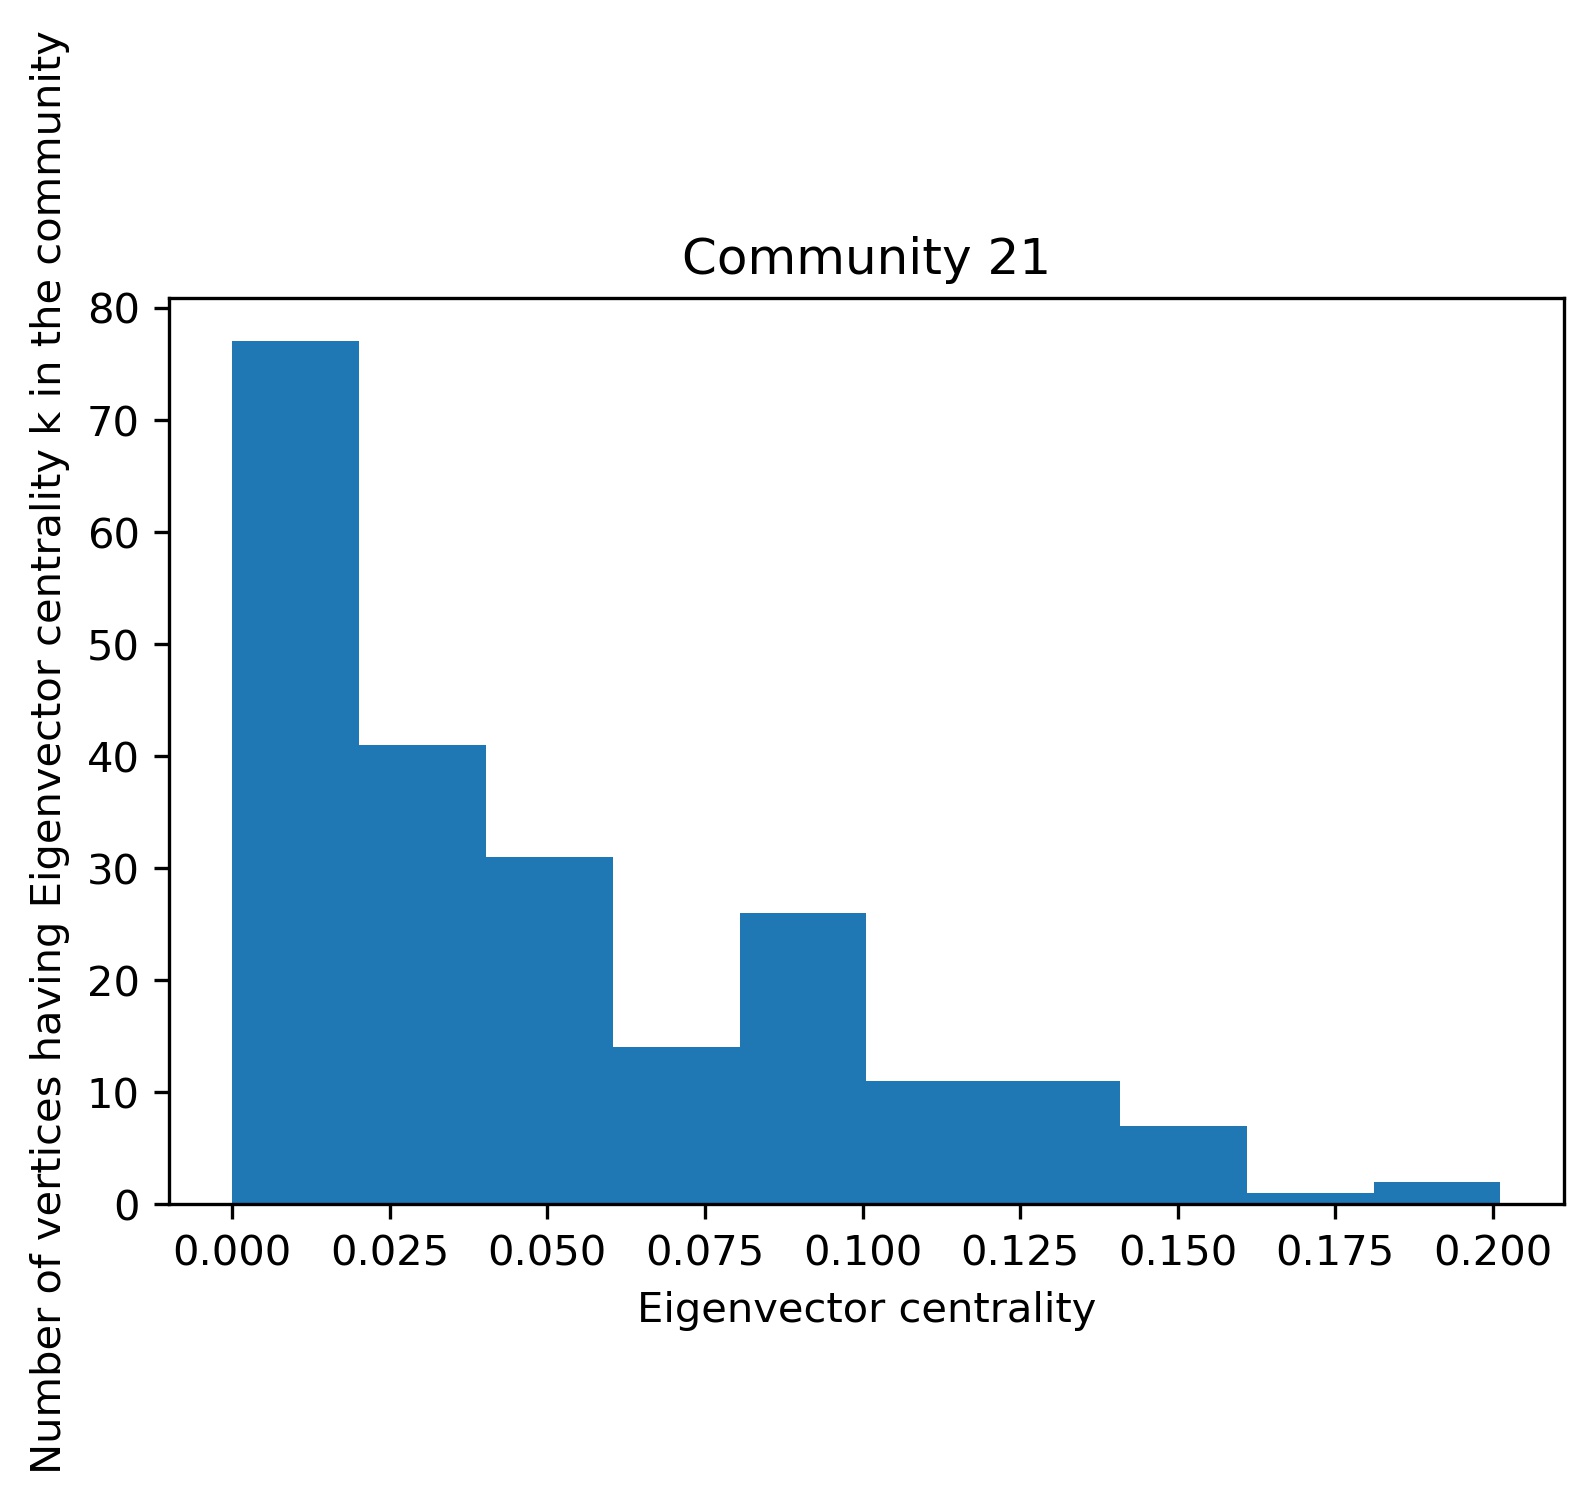 Community 21
Number of vertices having Eigenvector centrality k in the community
80
70
60
50
40
30
20
10
0
0.000 0.025 0.050 0.075 0.100 0.125 0.150 0.175 0.200
Eigenvector centrality